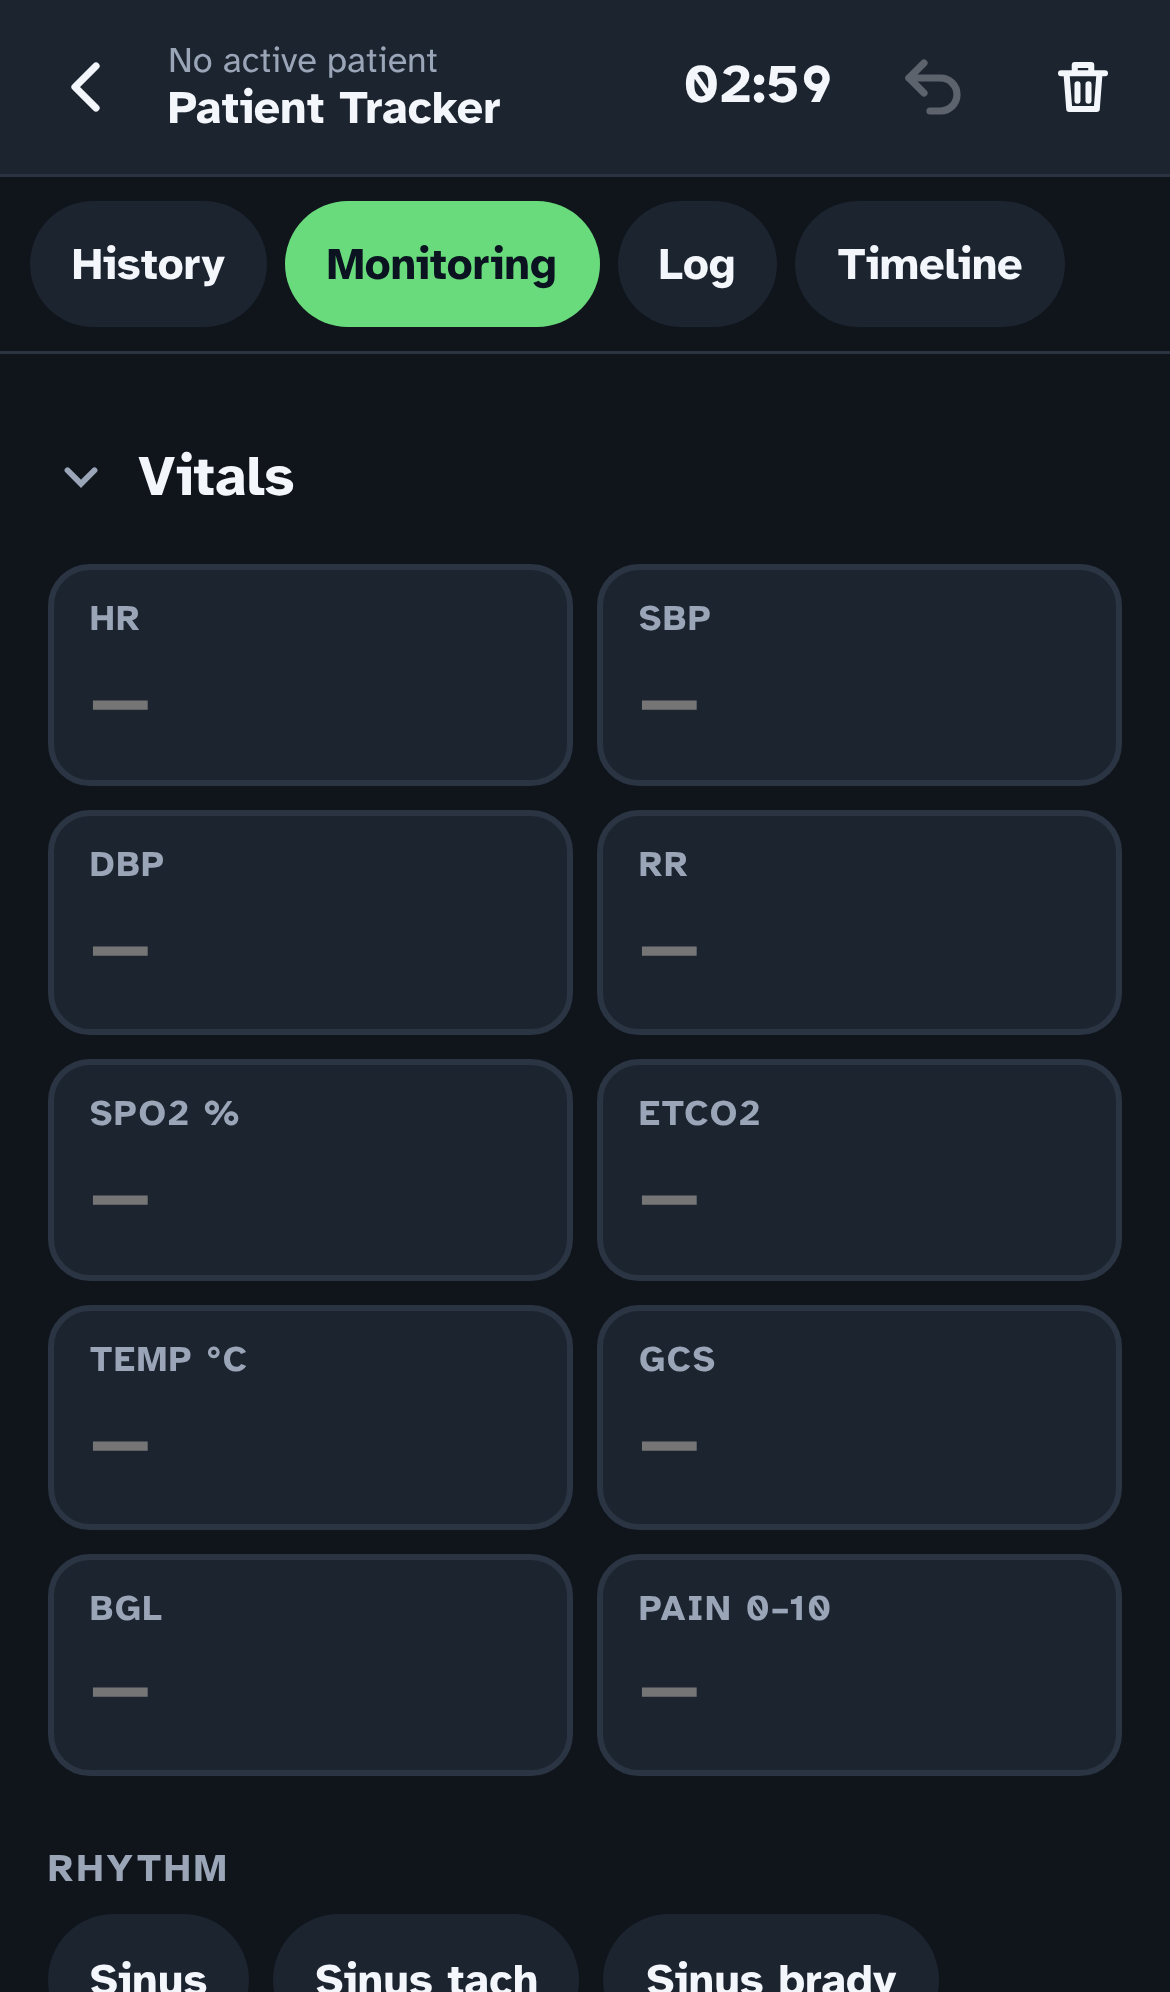 No active patient
Patient Tracker
02:59
History
Monitoring
Log
Timeline
Vitals
HR
—
SBP
—
DBP
—
RR
—
SPO2 %
—
ETCO2
—
TEMP °C
—
GCS
—
BGL
—
PAIN 0–10
—
RHYTHM
Sinus
Sinus tach
Sinus brady